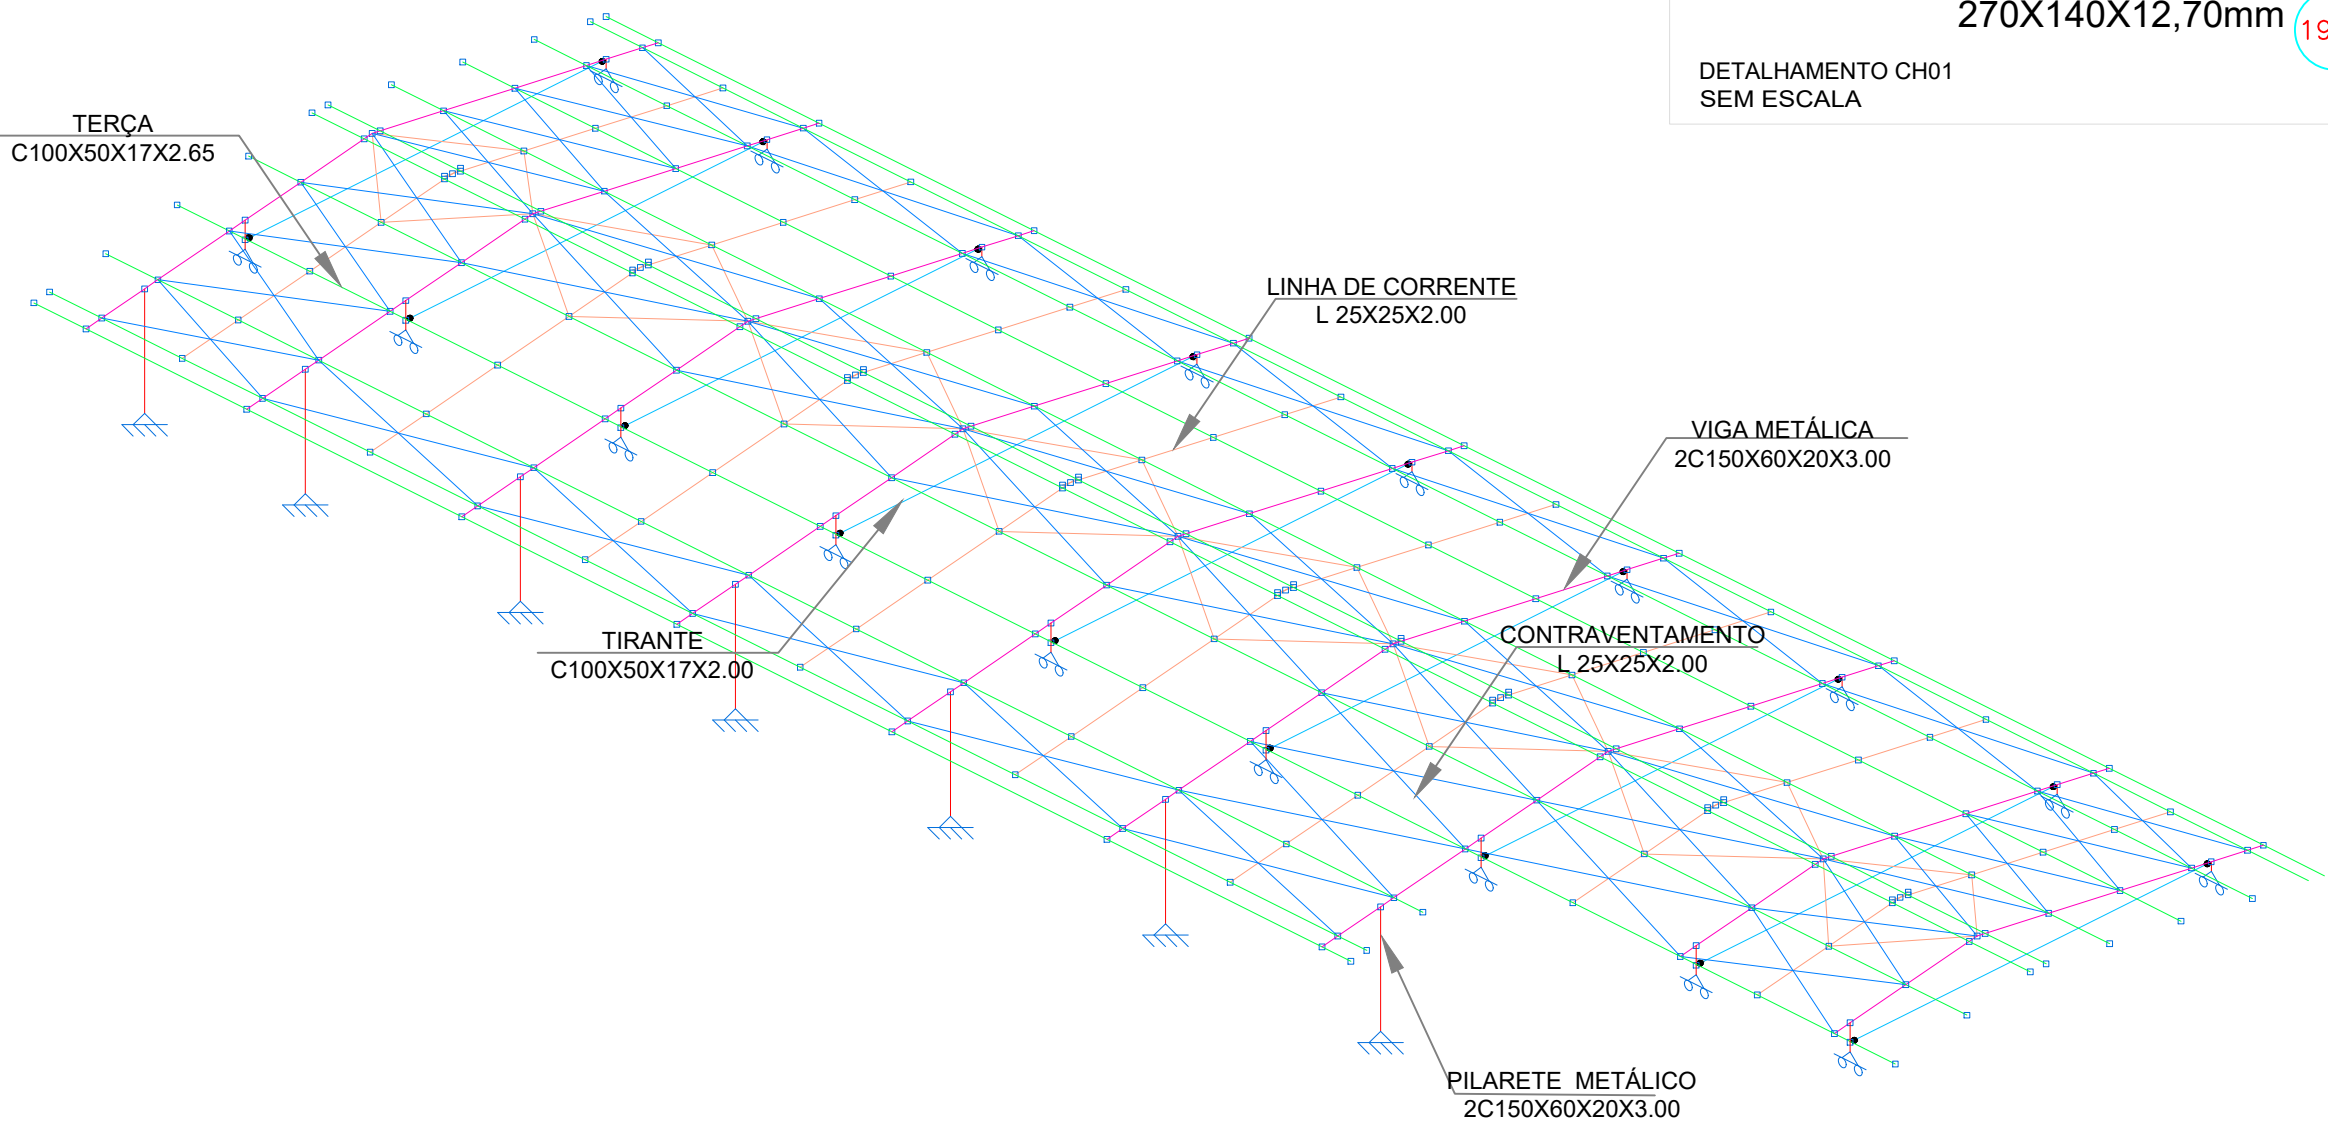 270X140X12,70mm
19
DETALHAMENTO CH01
SEM ESCALA
TERÇA
C100X50X17X2.65
LINHA DE CORRENTE
L 25X25X2.00
VIGA METÁLICA
2C150X60X20X3.00
TIRANTE
C100X50X17X2.00
CONTRAVENTAMENTO
L 25X25X2.00
PILARETE METÁLICO
2C150X60X20X3.00